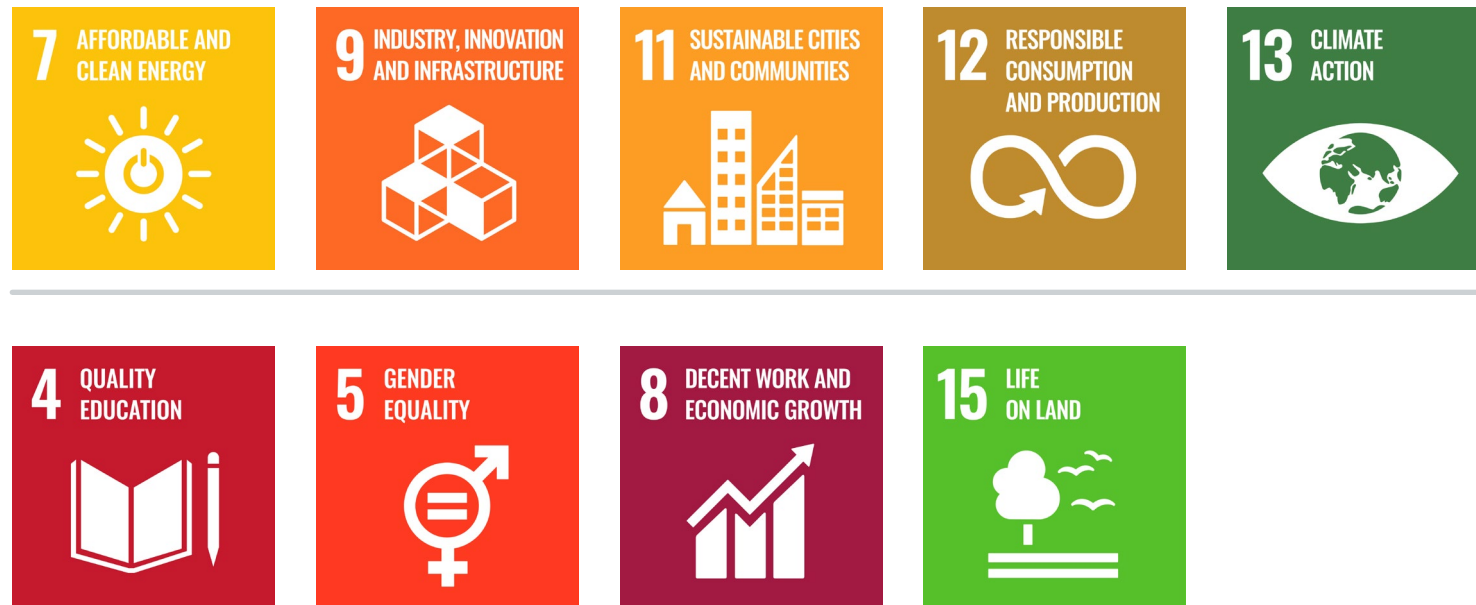 7 AFFORDABLE AND
CLEAN ENERGY
9 INDUSTRY, INNOVATION
AND INFRASTRUCTURE
11 SUSTAINABLE CITIES
AND COMMUNITIES
12 RESPONSIBLE
CONSUMPTION
AND PRODUCTION
13 CLIMATE
ACTION
4 QUALITY
EDUCATION
5 GENDER
EQUALITY
8 DECENT WORK AND
ECONOMIC GROWTH
15 LIFE
ON LAND